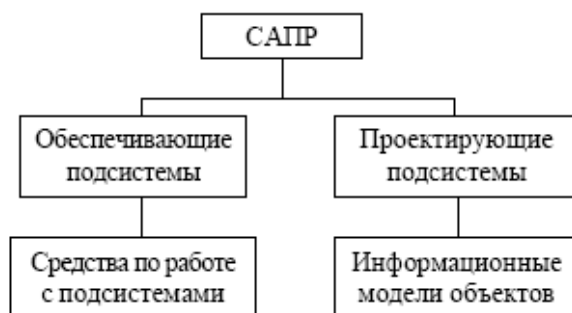 САПР
Обеспечивающие
подсистемы
Проектирующие
подсистемы
Средства по работе
с подсистемами
Информационные
модели объектов